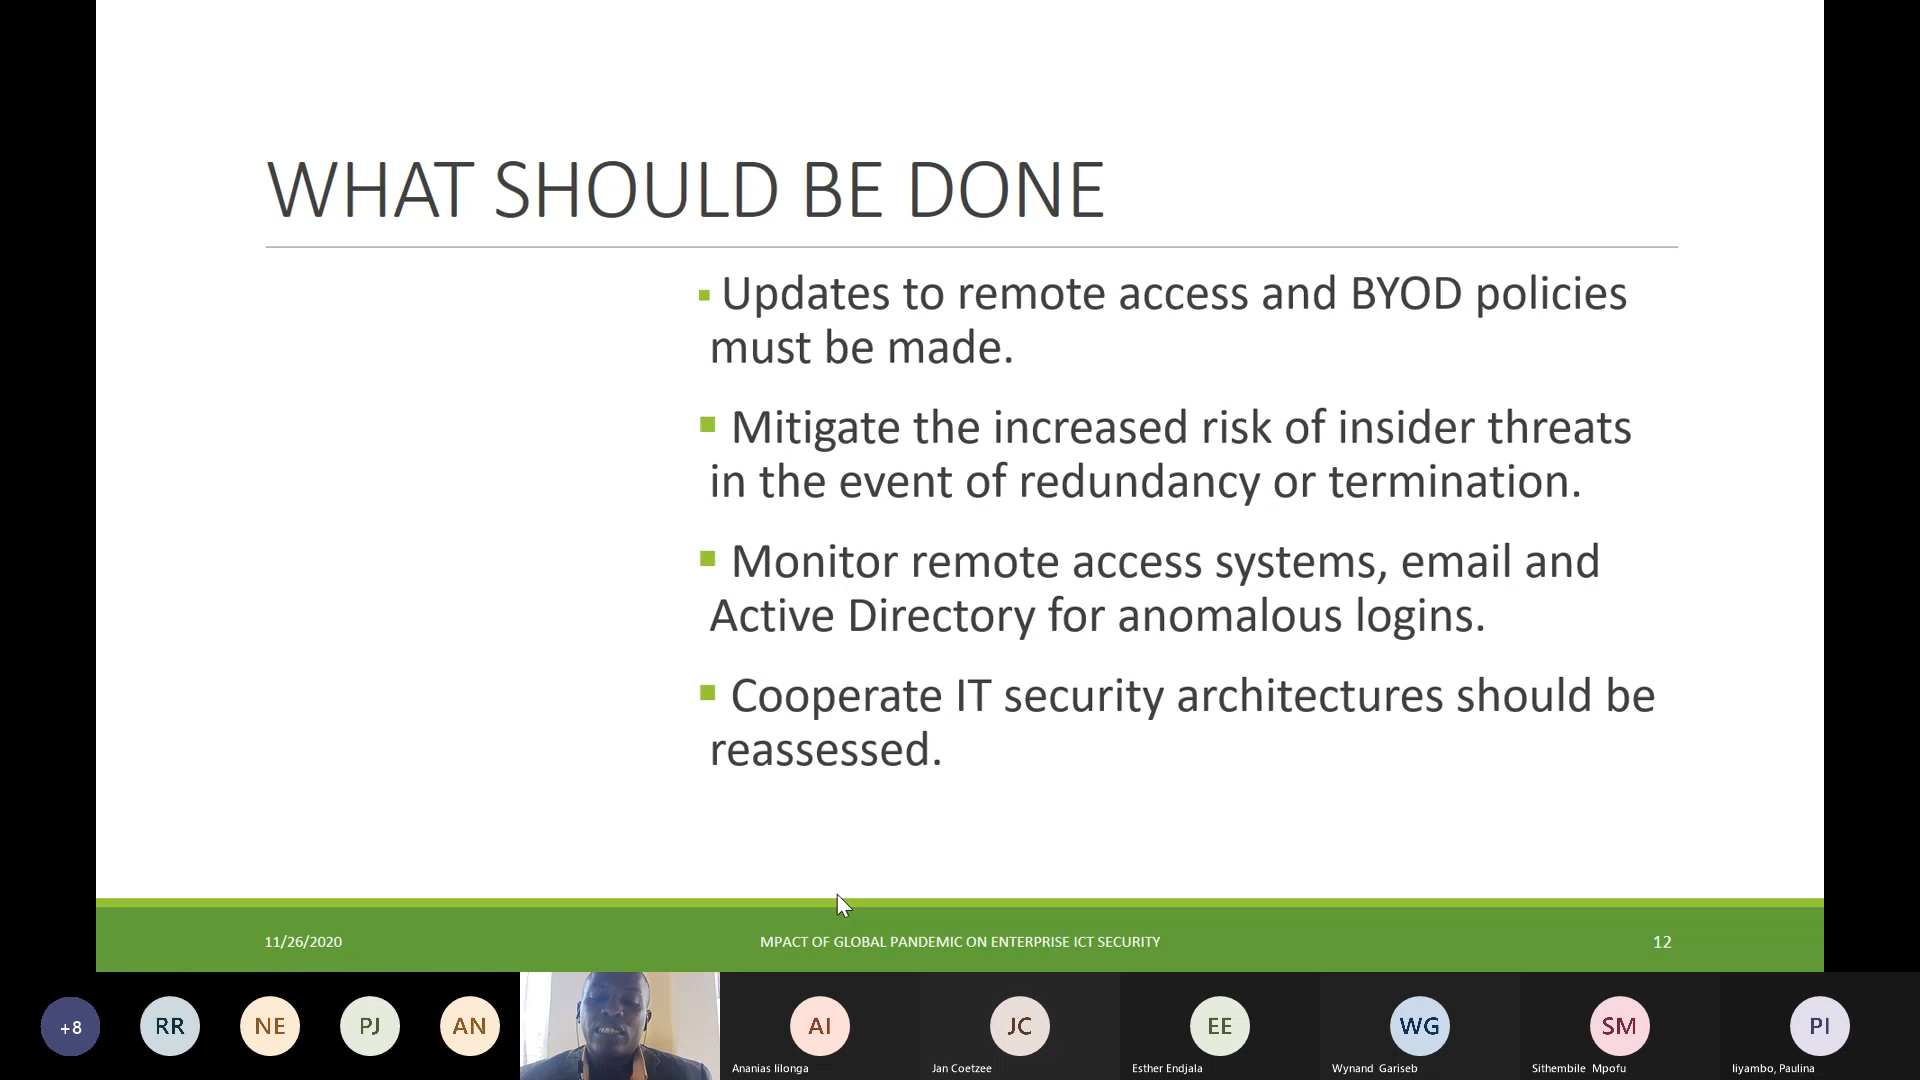 WHAT SHOULD BE DONE
Updates to remote access and BYOD policies
must be made.
Mitigate the increased risk of insider threats
in the event of redundancy or termination.
Monitor remote access systems, email and
Active Directory for anomalous logins.
Cooperate IT security architectures should be
reassessed.
11/26/2020
MPACT OF GLOBAL PANDEMIC ON ENTERPRISE ICT SECURITY
12
+8
RR
NE
PJ
AN
AI
JC
EE
WG
SM
PI
Ananias Iilonga
Jan Coetzee
Esther Endjala
Wynand Gariseb
Sithembile Mpofu
Iiyambo, Paulina